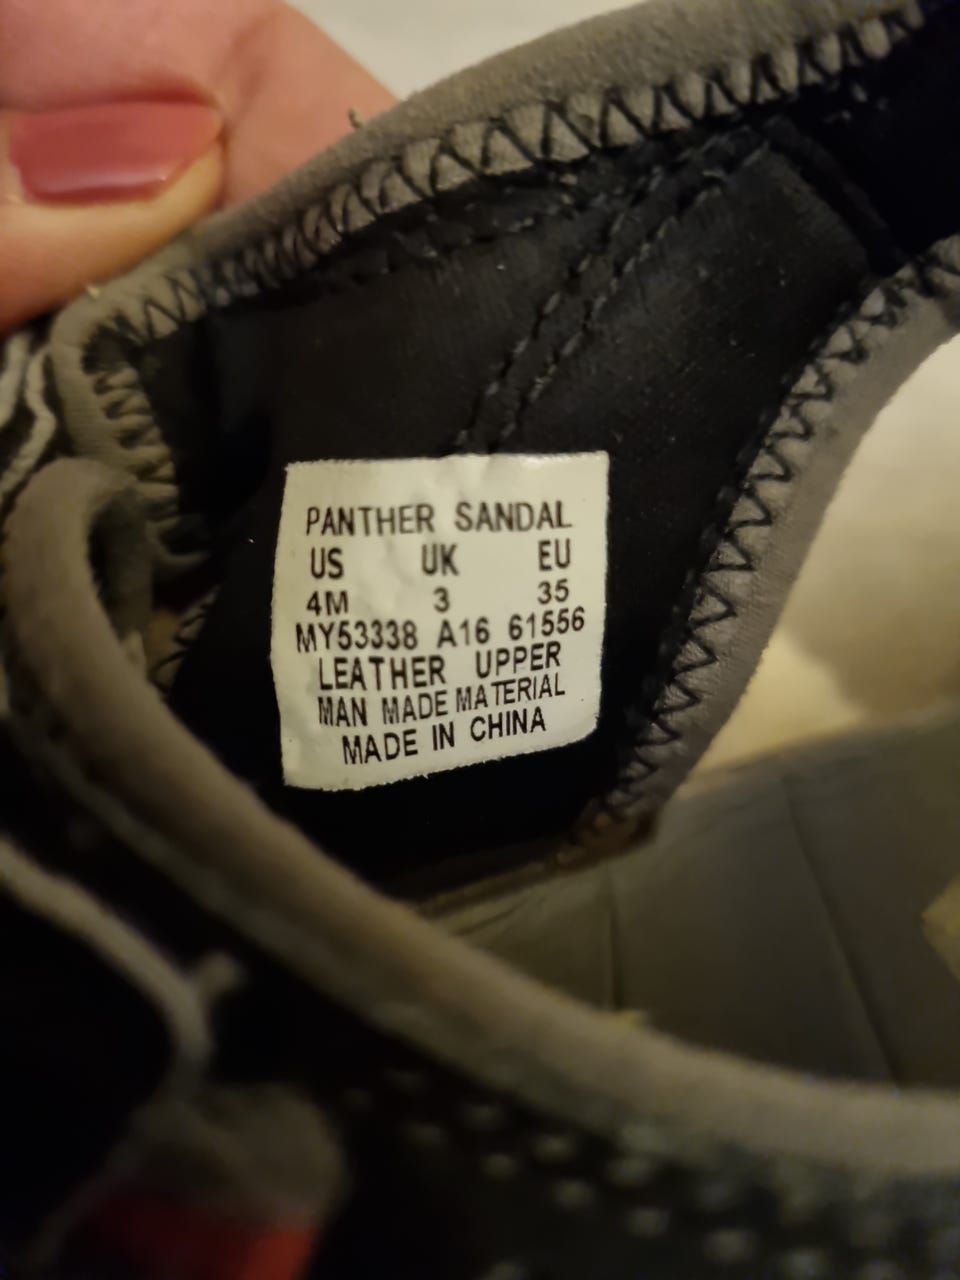 PANTHER SANDAL
US UK EU
4M 3 35
MY53338 A16 61556
LEATHER UPPER
MAN MADE MATERIAL
MADE IN CHINA